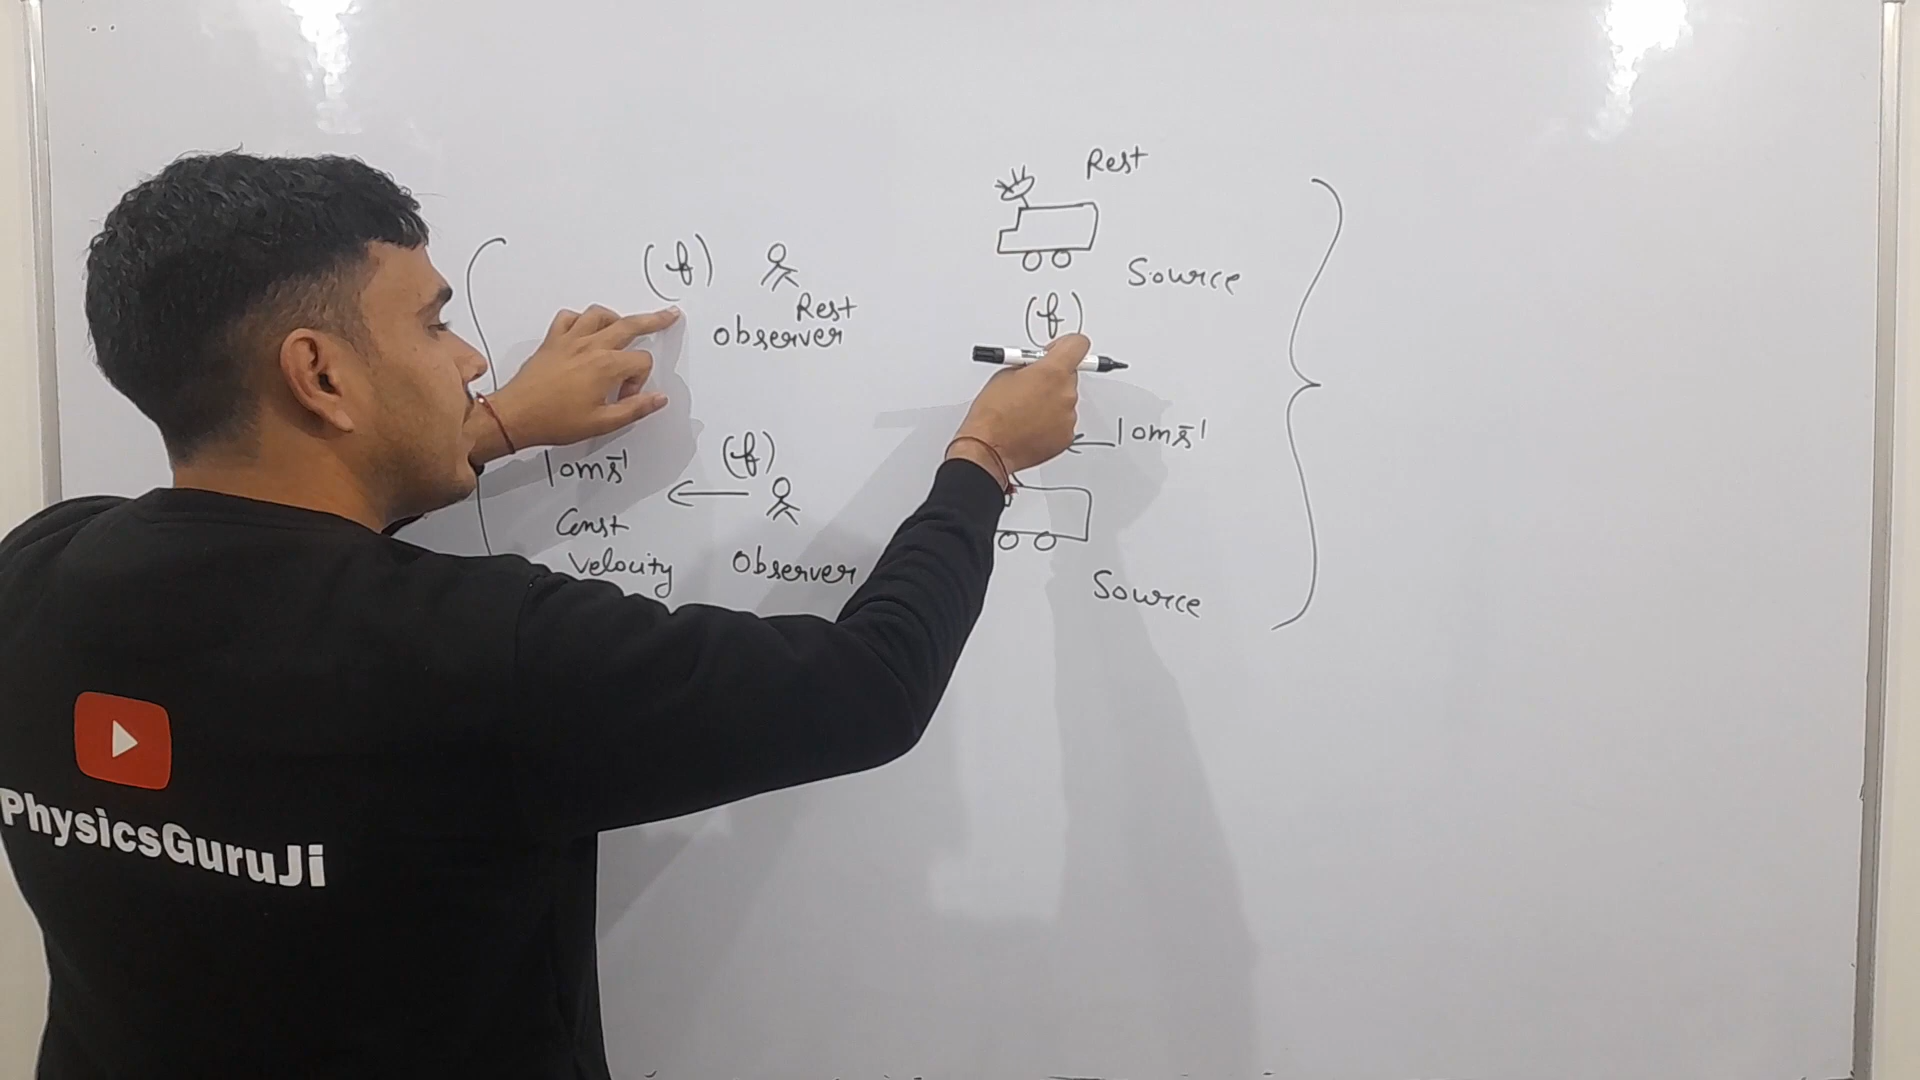 Rest
Source
(f)
(f)
Rest
observer
10ms⁻¹
10ms⁻¹
(f)
Const
Velocity
Observer
Source
PhysicsGuruJi